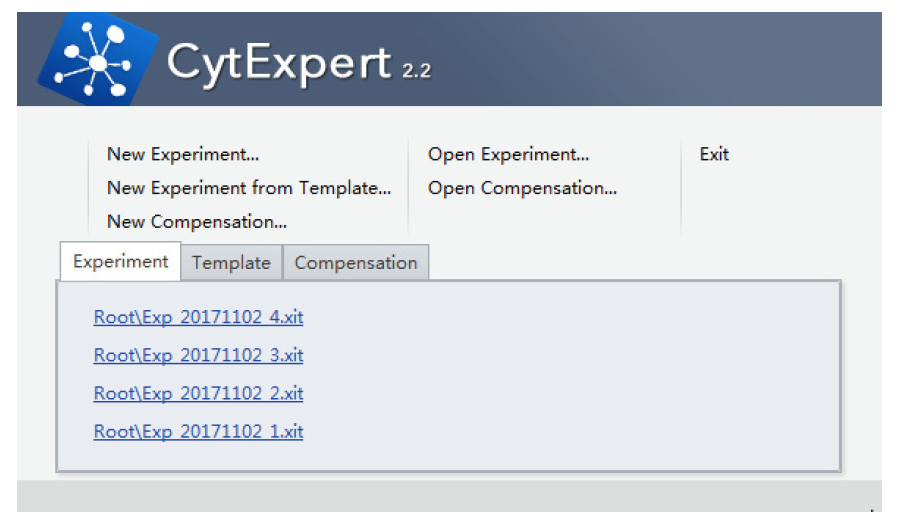 CytExpert 2.2
New Experiment...
New Experiment from Template...
New Compensation...
Open Experiment...
Open Compensation...
Exit
Experiment Template Compensation
Root\Exp_20171102_4.xit
Root\Exp_20171102_3.xit
Root\Exp_20171102_2.xit
Root\Exp_20171102_1.xit